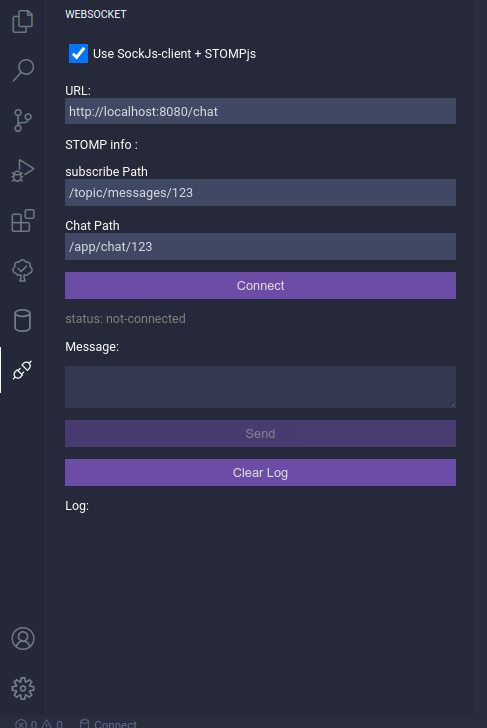 WEBSOCKET
Use SockJs-client + STOMPjs
URL:
http://localhost:8080/chat
STOMP info :
subscribe Path
/topic/messages/123
Chat Path
/app/chat/123
Connect
status: not-connected
Message:
Send
Clear Log
Log:
0 0 Connect